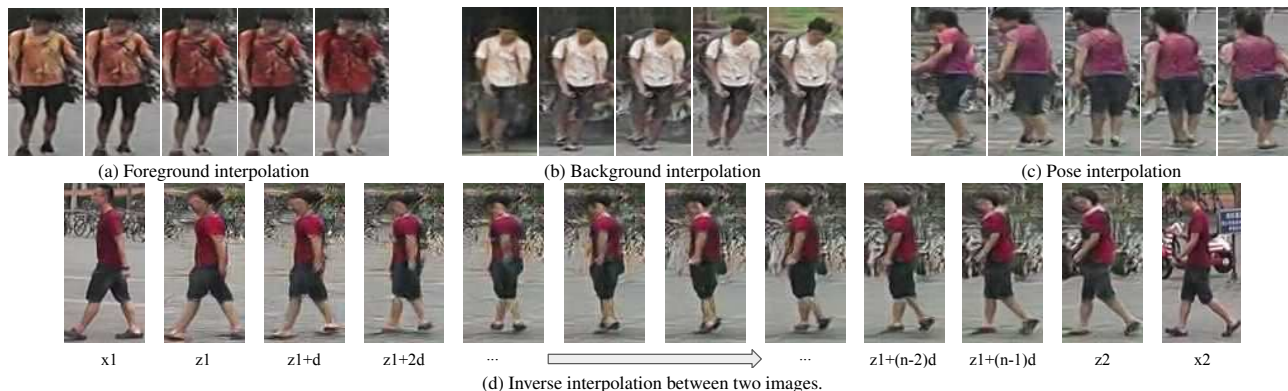 (a) Foreground interpolation
(b) Background interpolation
(c) Pose interpolation
x1
z1
z1+d
z1+2d
...
...
z1+(n-2)d
z1+(n-1)d
z2
x2
(d) Inverse interpolation between two images.